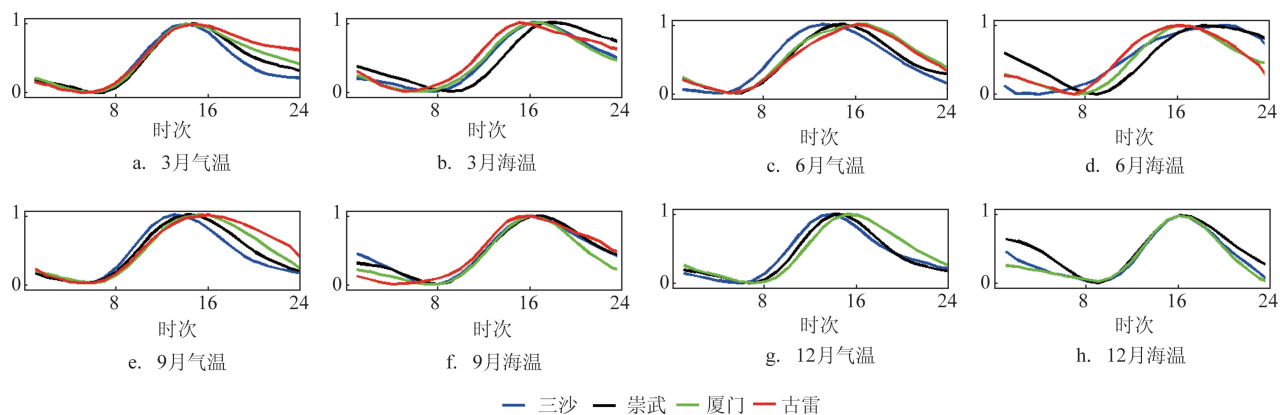 1
0
8 16 24
时次
a. 3月气温
1
0
8 16 24
时次
b. 3月海温
1
0
8 16 24
时次
c. 6月气温
1
0
8 16 24
时次
d. 6月海温
1
0
8 16 24
时次
e. 9月气温
1
0
8 16 24
时次
f. 9月海温
1
0
8 16 24
时次
g. 12月气温
1
0
8 16 24
时次
h. 12月海温
三沙 崇武 厦门 古雷